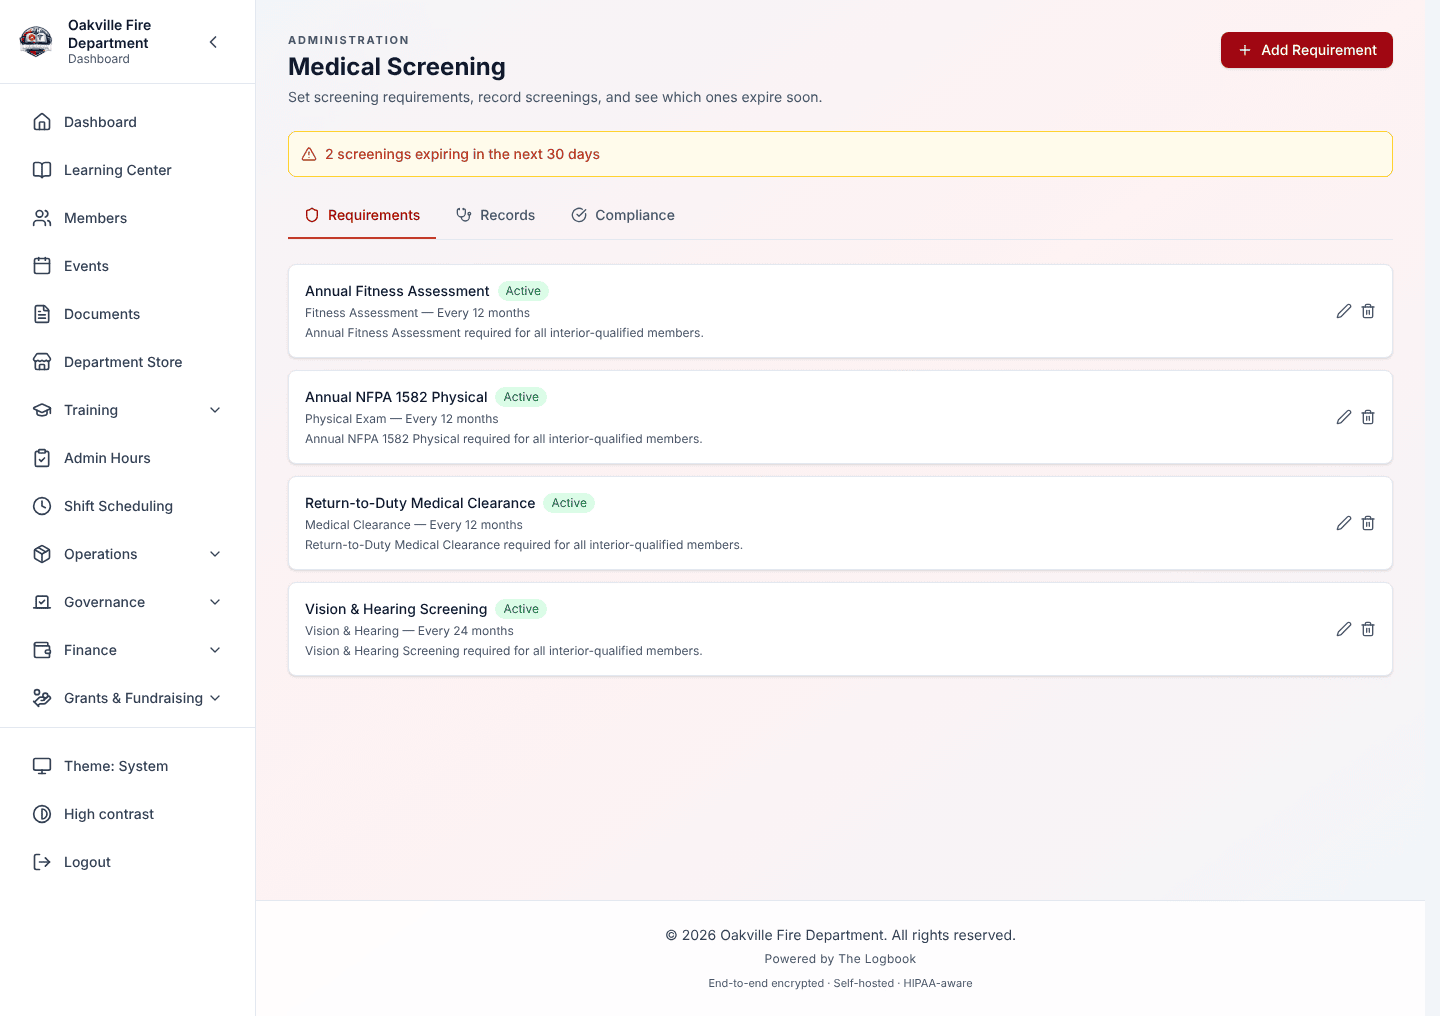 Oakville Fire
Department
Dashboard
Dashboard
Learning Center
Members
Events
Documents
Department Store
Training
Admin Hours
Shift Scheduling
Operations
Governance
Finance
Grants & Fundraising
Theme: System
High contrast
Logout
ADMINISTRATION
Medical Screening
Set screening requirements, record screenings, and see which ones expire soon.
Add Requirement
2 screenings expiring in the next 30 days
Requirements
Records
Compliance
Annual Fitness Assessment Active
Fitness Assessment — Every 12 months
Annual Fitness Assessment required for all interior-qualified members.
Annual NFPA 1582 Physical Active
Physical Exam — Every 12 months
Annual NFPA 1582 Physical required for all interior-qualified members.
Return-to-Duty Medical Clearance Active
Medical Clearance — Every 12 months
Return-to-Duty Medical Clearance required for all interior-qualified members.
Vision & Hearing Screening Active
Vision & Hearing — Every 24 months
Vision & Hearing Screening required for all interior-qualified members.
© 2026 Oakville Fire Department. All rights reserved.
Powered by The Logbook
End-to-end encrypted · Self-hosted · HIPAA-aware